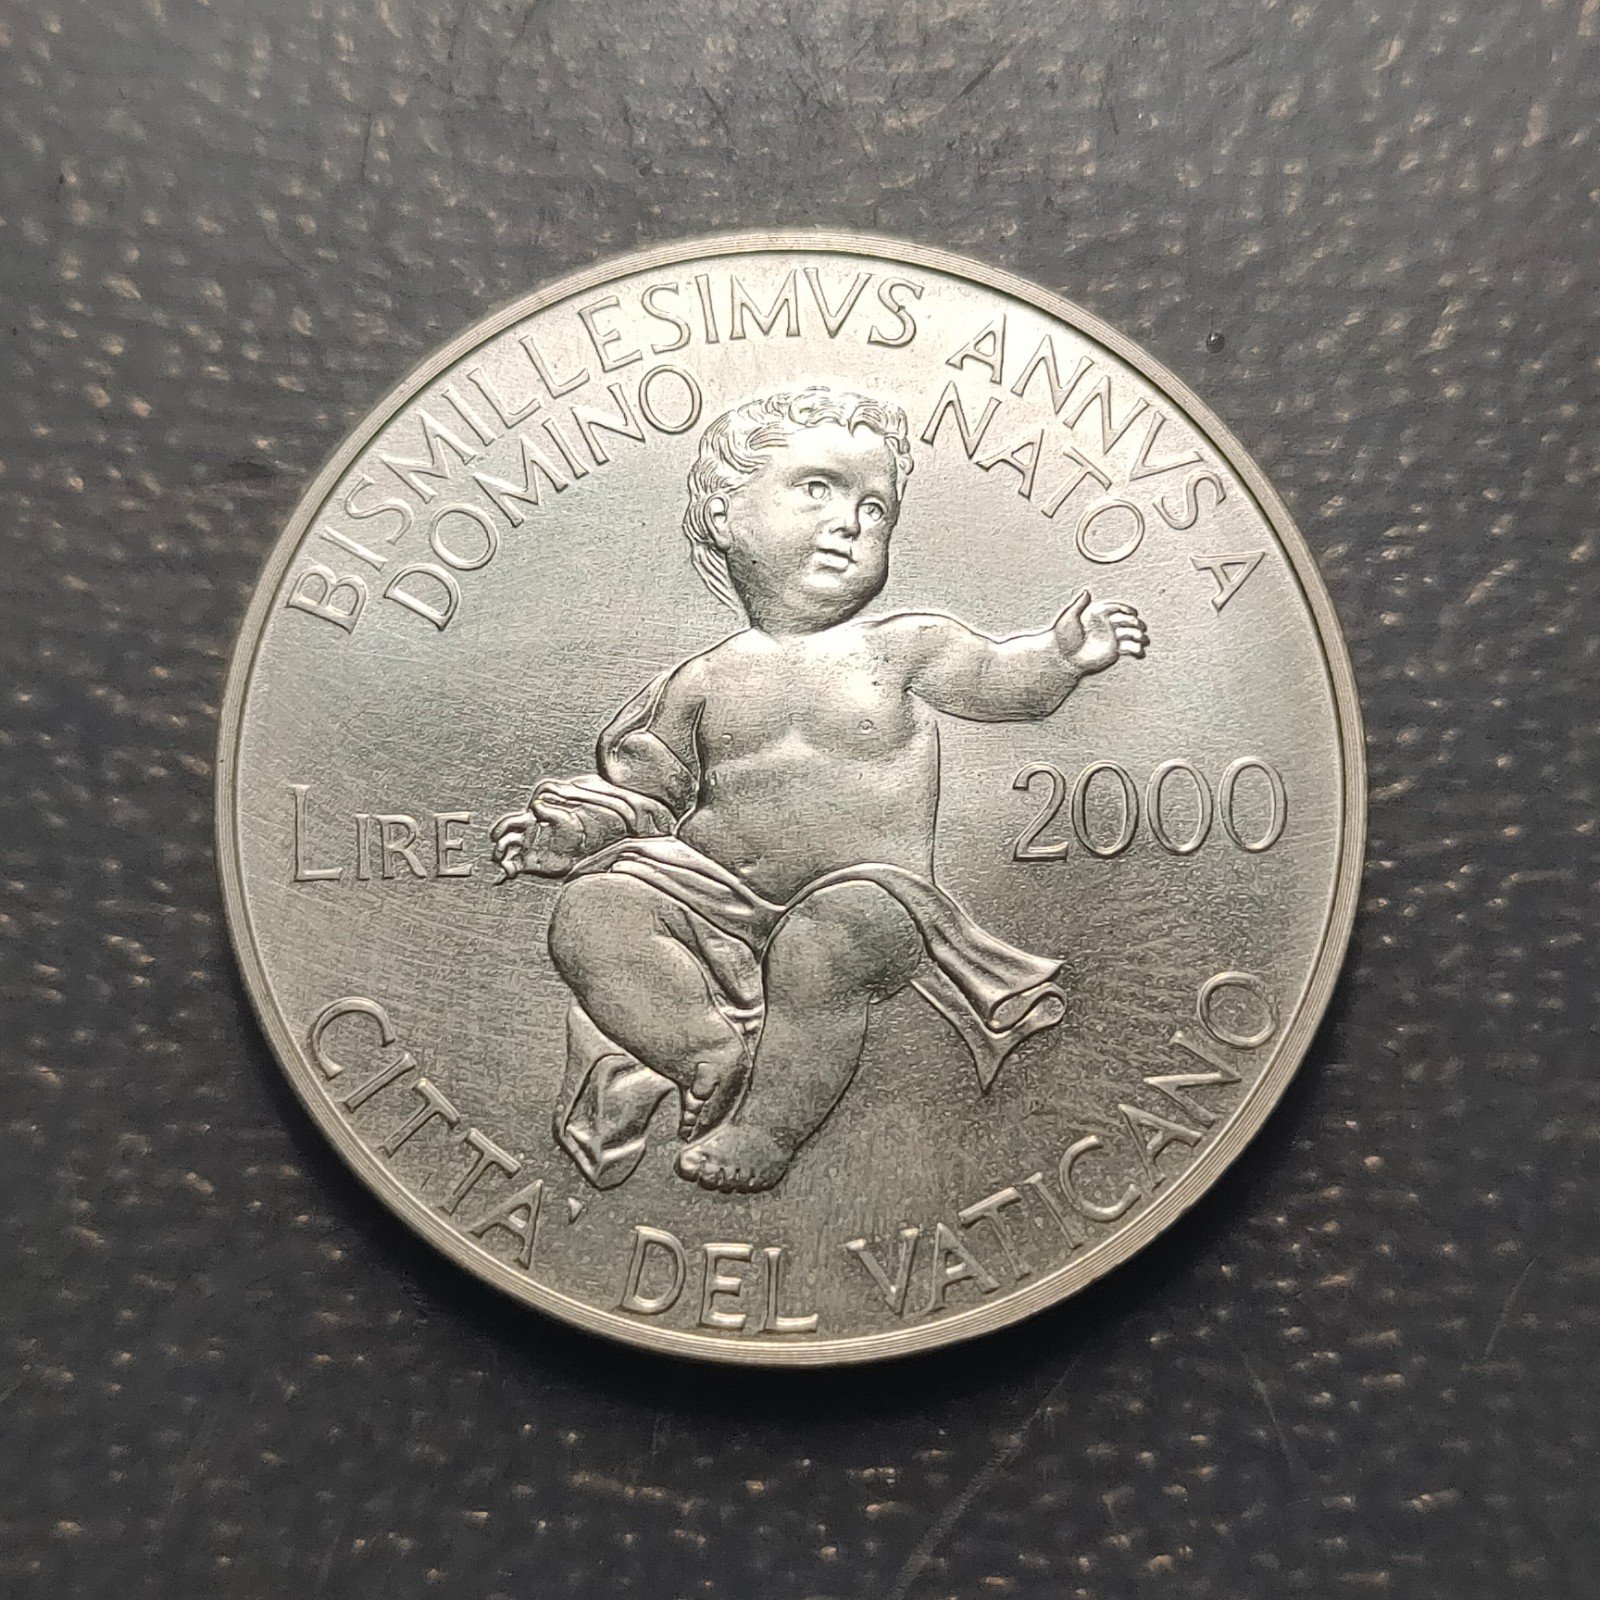 BISMILLESIMVS ANNVS A
DOMINO NATO
LIRE 2000
CITTA' DEL VATICANO